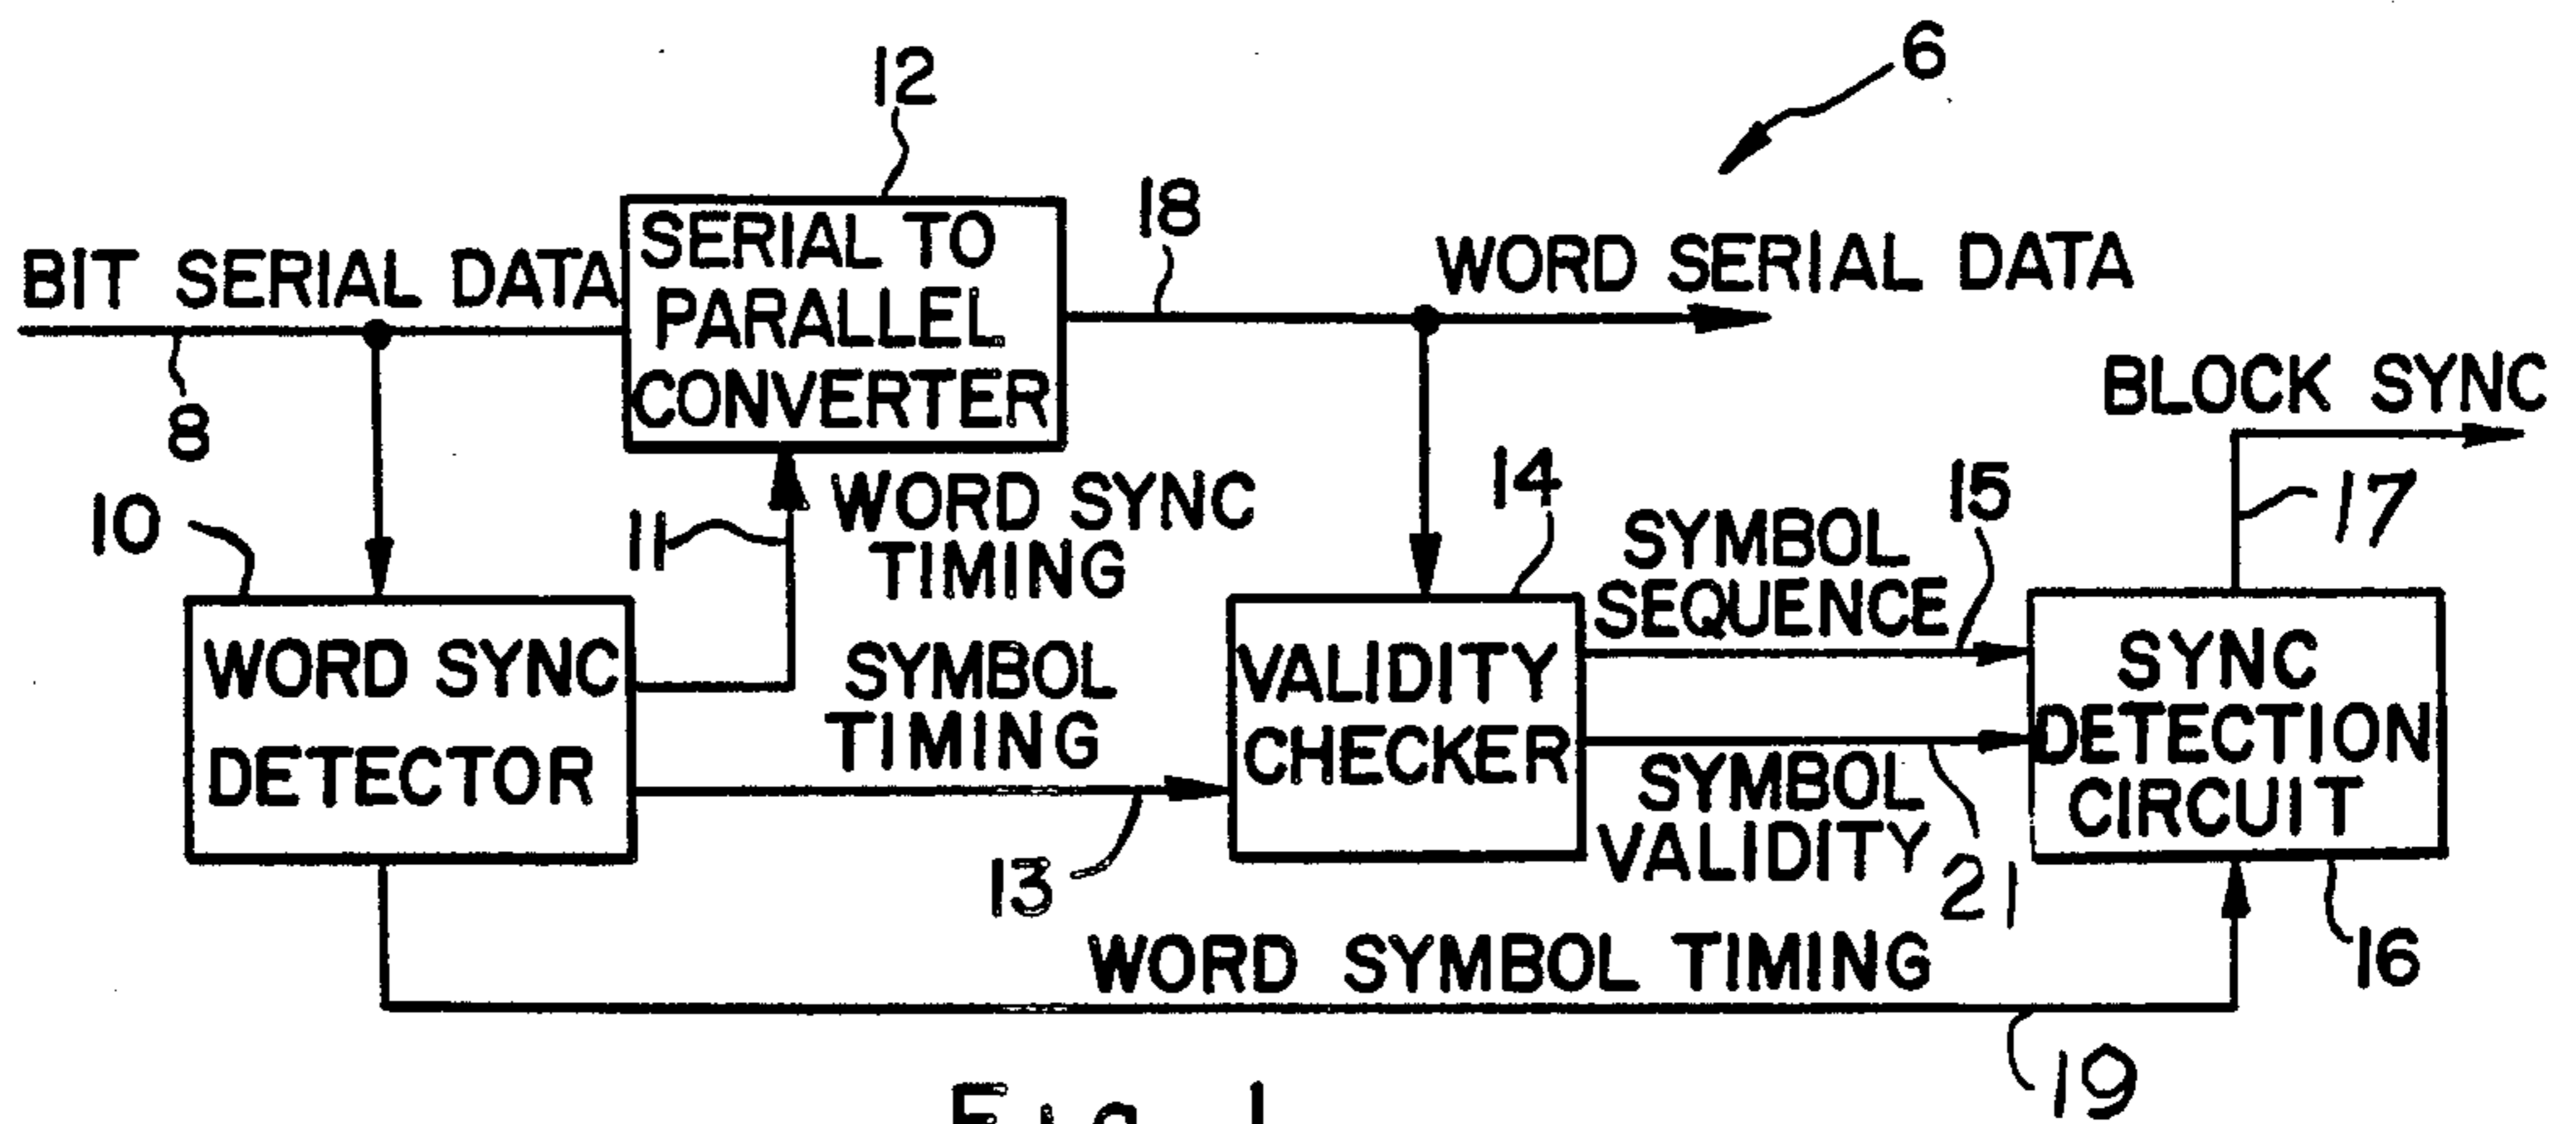 6
12
18
BIT SERIAL DATA
SERIAL TO
PARALLEL
CONVERTER
WORD SERIAL DATA
8
BLOCK SYNC
17
10
11
WORD SYNC
TIMING
14
15
SYMBOL
SEQUENCE
WORD SYNC
DETECTOR
SYMBOL
TIMING
13
VALIDITY
CHECKER
SYMBOL
VALIDITY
21
SYNC
DETECTION
CIRCUIT
16
WORD SYMBOL TIMING
19
FIG. 1